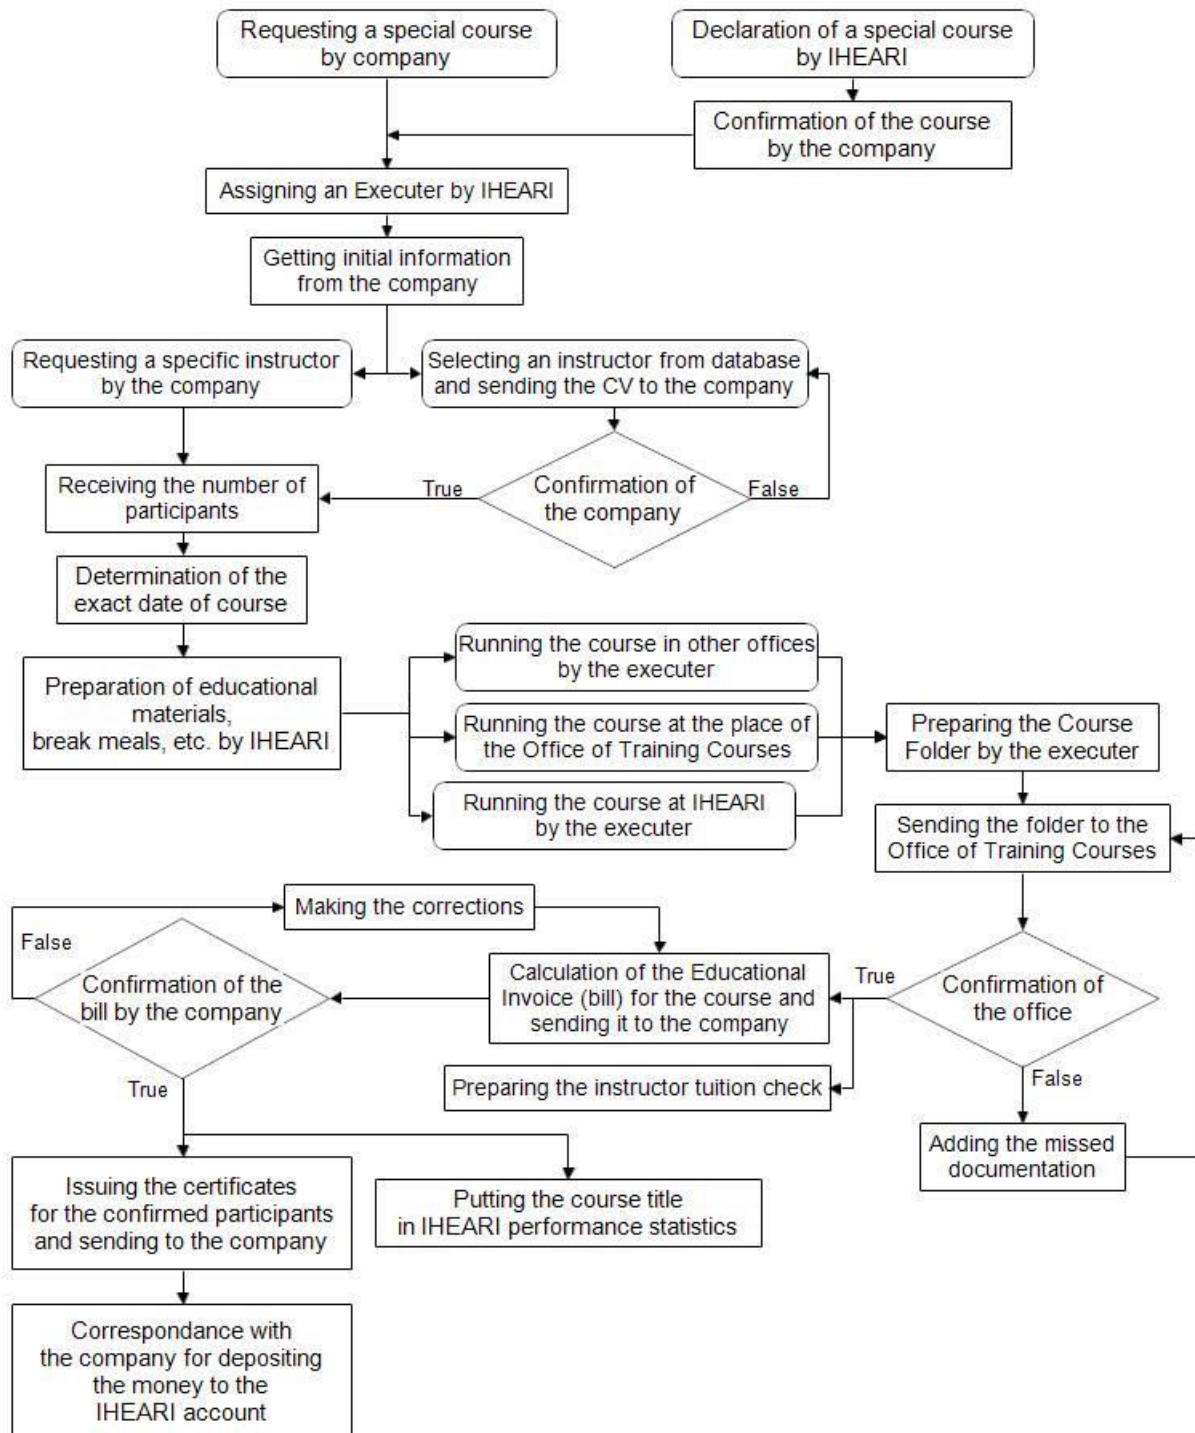 Requesting a special course
by company
Declaration of a special course
by IHEARI
Confirmation of the course
by the company
Assigning an Executer by IHEARI
Getting initial information
from the company
Requesting a specific instructor
by the company
Selecting an instructor from database
and sending the CV to the company
Receiving the number of
participants
True
Confirmation of
the company
False
Determination of the
exact date of course
Preparation of educational
materials,
break meals, etc. by IHEARI
Running the course in other offices
by the executer
Running the course at the place of
the Office of Training Courses
Running the course at IHEARI
by the executer
Preparing the Course
Folder by the executer
Sending the folder to the
Office of Training Courses
Making the corrections
False
Confirmation of the
bill by the company
Calculation of the Educational
Invoice (bill) for the course and
sending it to the company
True
Confirmation of
the office
Preparing the instructor tuition check
False
True
Adding the missed
documentation
Issuing the certificates
for the confirmed participants
and sending to the company
Putting the course title
in IHEARI performance statistics
Correspondance with
the company for depositing
the money to the
IHEARI account